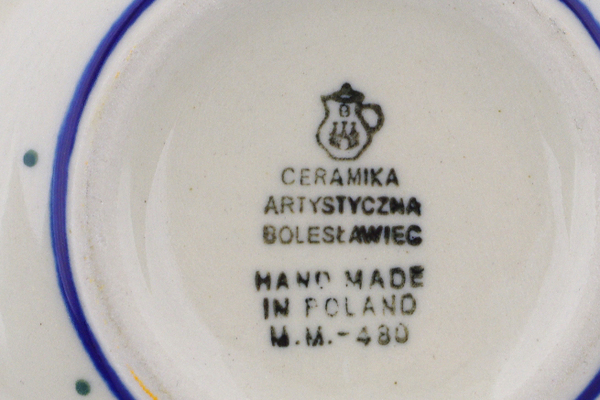 B
CERAMIKA
ARTYSTYCZNA
BOLESŁAWIEC
HAND MADE
IN POLAND
M.M.-480